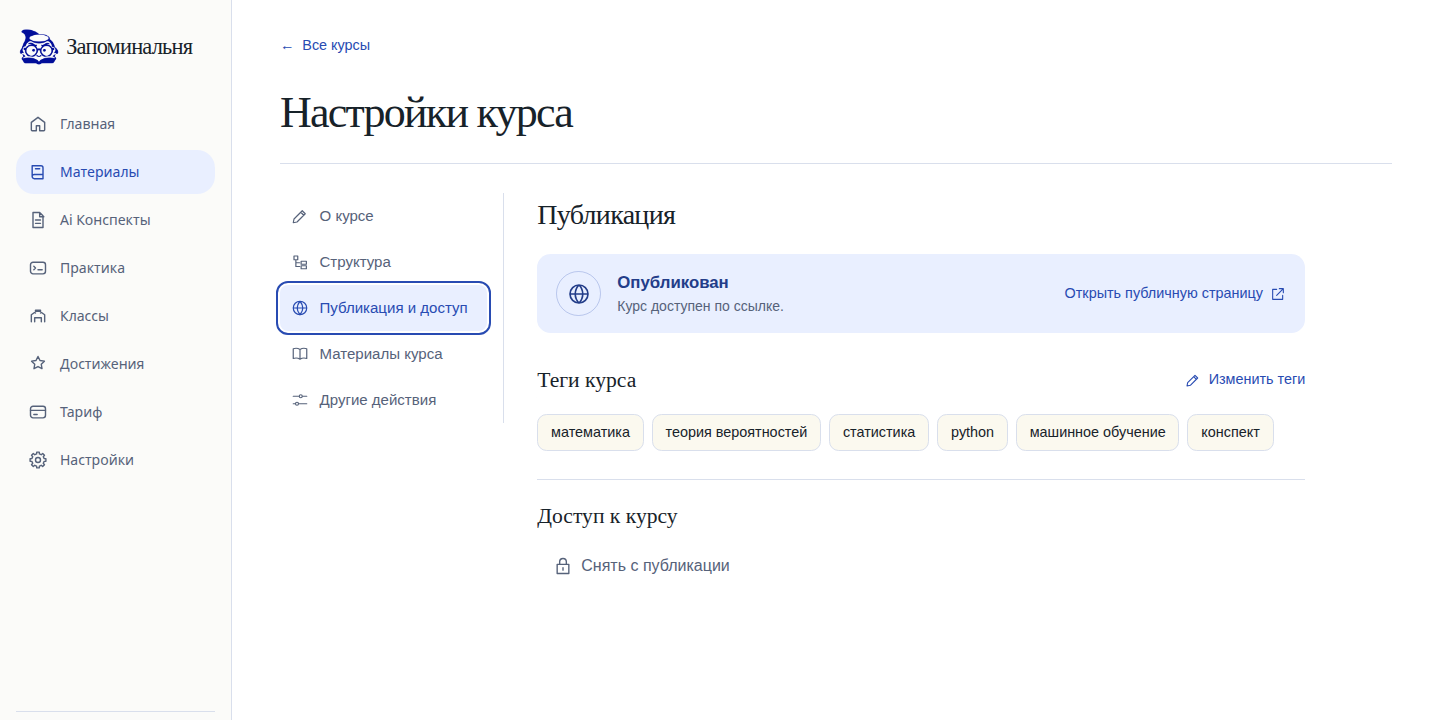 Запоминальня
Главная
Материалы
Ai Конспекты
Практика
Классы
Достижения
Тариф
Настройки
← Все курсы
Настройки курса
О курсе
Структура
Публикация и доступ
Материалы курса
Другие действия
Публикация
Опубликован
Курс доступен по ссылке.
Открыть публичную страницу
Теги курса
Изменить теги
математика теория вероятностей статистика python машинное обучение конспект
Доступ к курсу
Снять с публикации